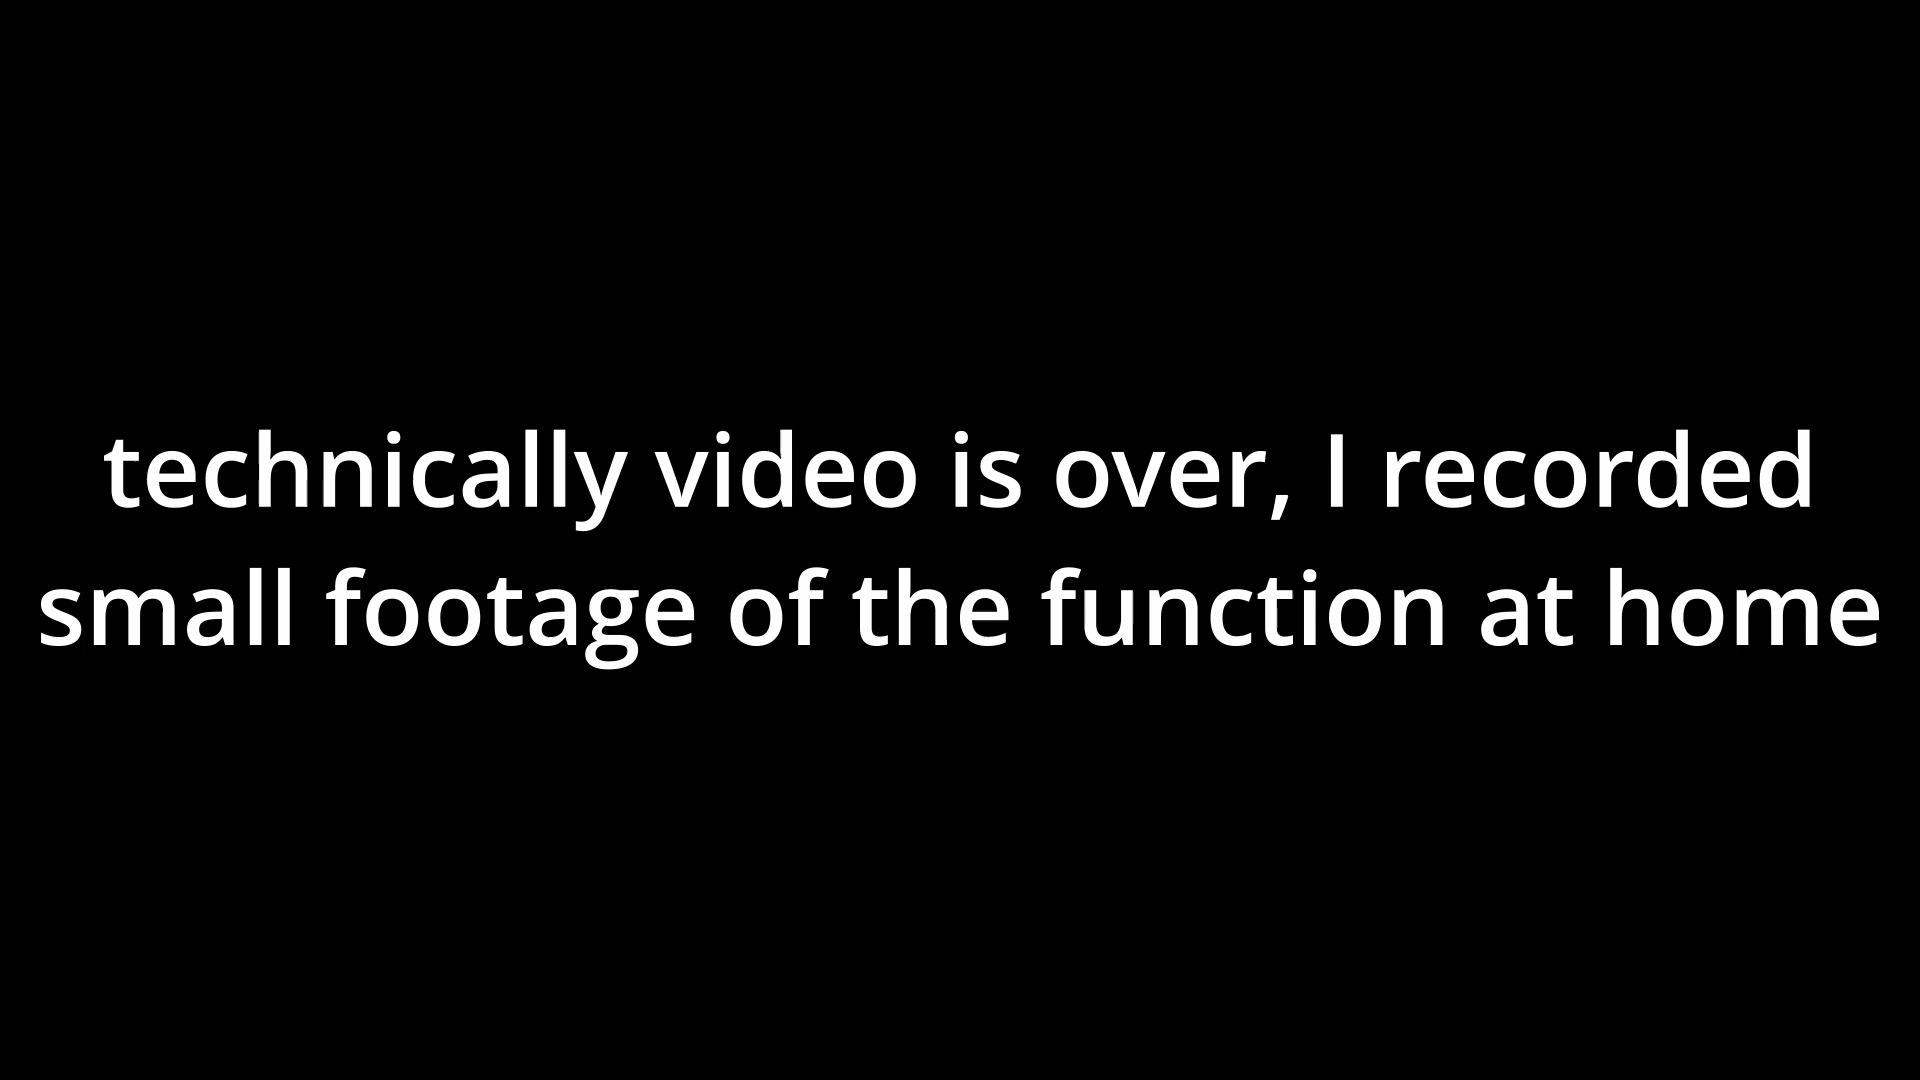 technically video is over, I recorded
small footage of the function at home